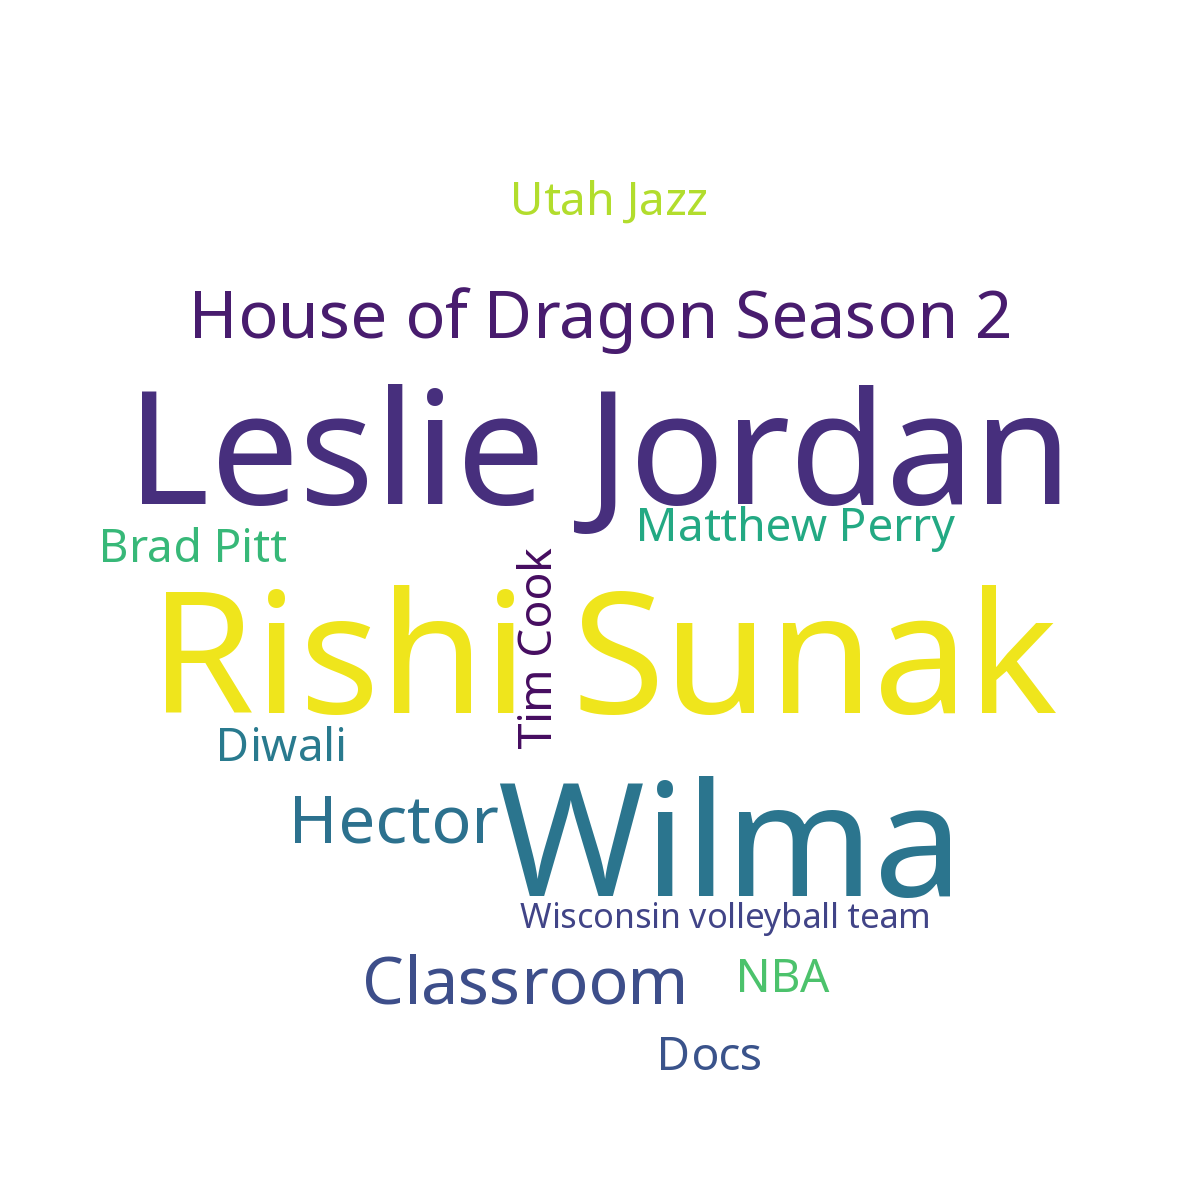 Utah Jazz
House of Dragon Season 2
Leslie Jordan
Matthew Perry
Brad Pitt
Tim Cook
Rishi Sunak
Diwali
Hector
Wilma
Wisconsin volleyball team
Classroom
NBA
Docs